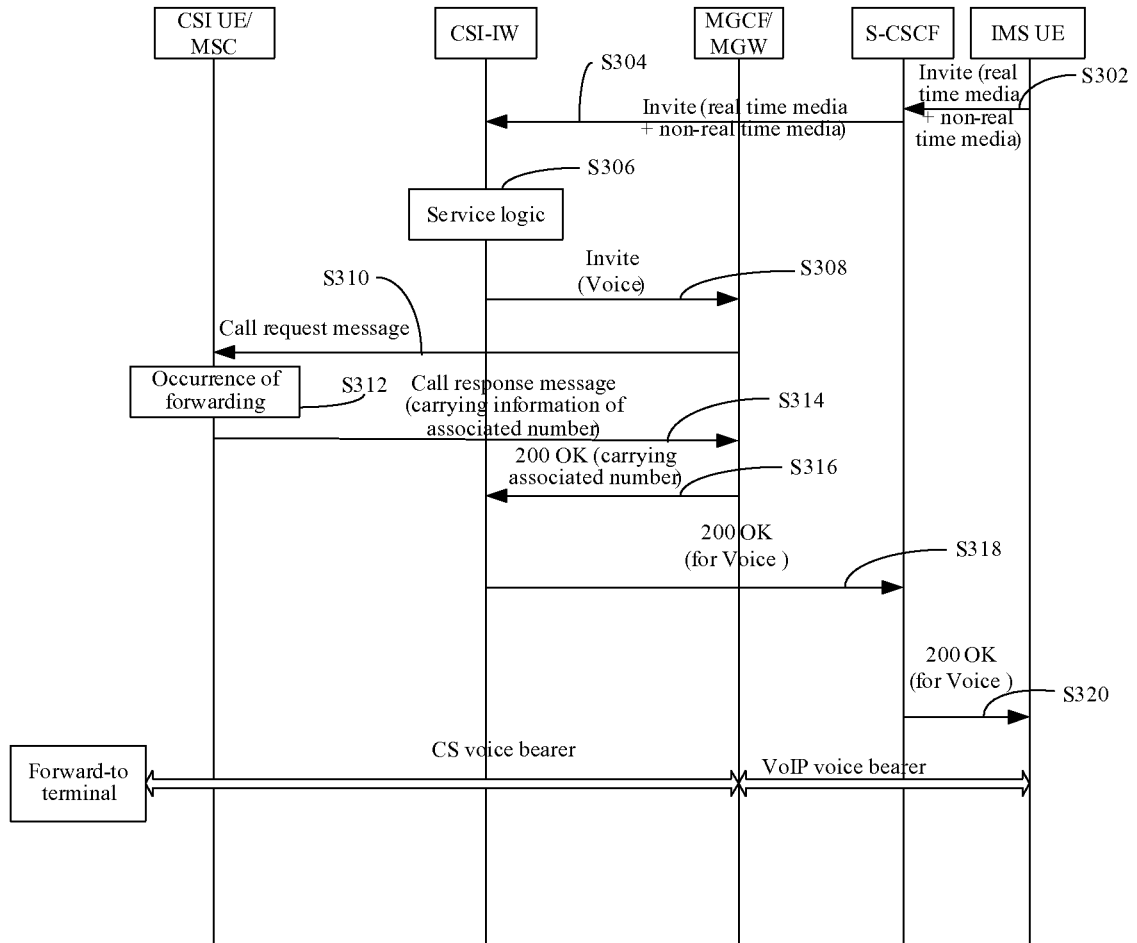 CSI UE/
MSC
CSI-IW
MGCF/
MGW
S-CSCF
IMS UE
S304
Invite (real
time media
+ non-real
time media)
S302
Invite (real time media
+ non-real time media)
S306
Service logic
Invite
(Voice)
S308
S310
Call request message
Occurrence of
forwarding
S312
Call response message
(carrying information of
associated number)
S314
200 OK (carrying
associated number)
S316
200 OK
(for Voice )
S318
200 OK
(for Voice )
S320
Forward-to
terminal
CS voice bearer
VoIP voice bearer